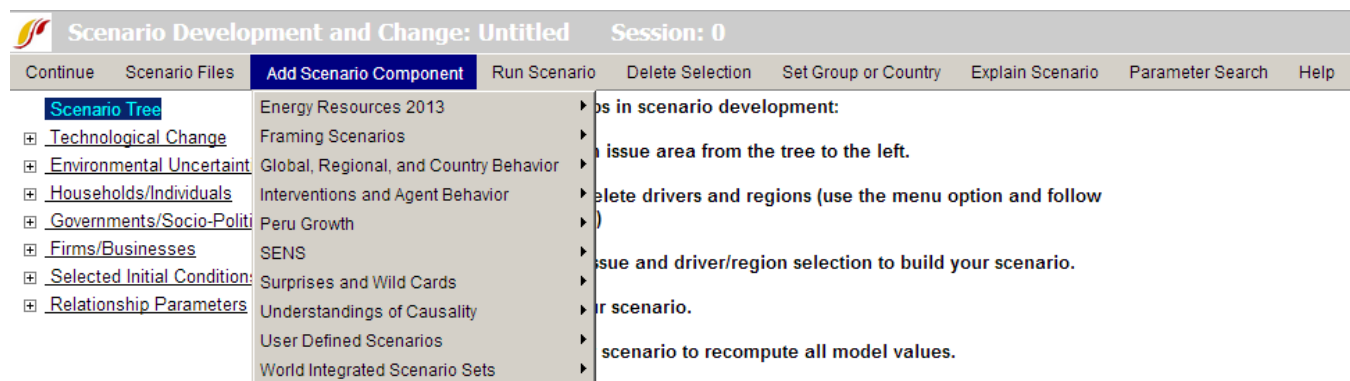 Scenario Development and Change: Untitled Session: 0
Continue Scenario Files Add Scenario Component Run Scenario Delete Selection Set Group or Country Explain Scenario Parameter Search Help
Scenario Tree
Technological Change
Environmental Uncertaint
Households/Individuals
Governments/Socio-Politi
Firms/Businesses
Selected Initial Condition
Relationship Parameters
Energy Resources 2013
Framing Scenarios
Global, Regional, and Country Behavior
Interventions and Agent Behavior
Peru Growth
SENS
Surprises and Wild Cards
Understandings of Causality
User Defined Scenarios
World Integrated Scenario Sets
in scenario development:
issue area from the tree to the left.
elete drivers and regions (use the menu option and follow
)
ssue and driver/region selection to build your scenario.
scenario.
scenario to recompute all model values.